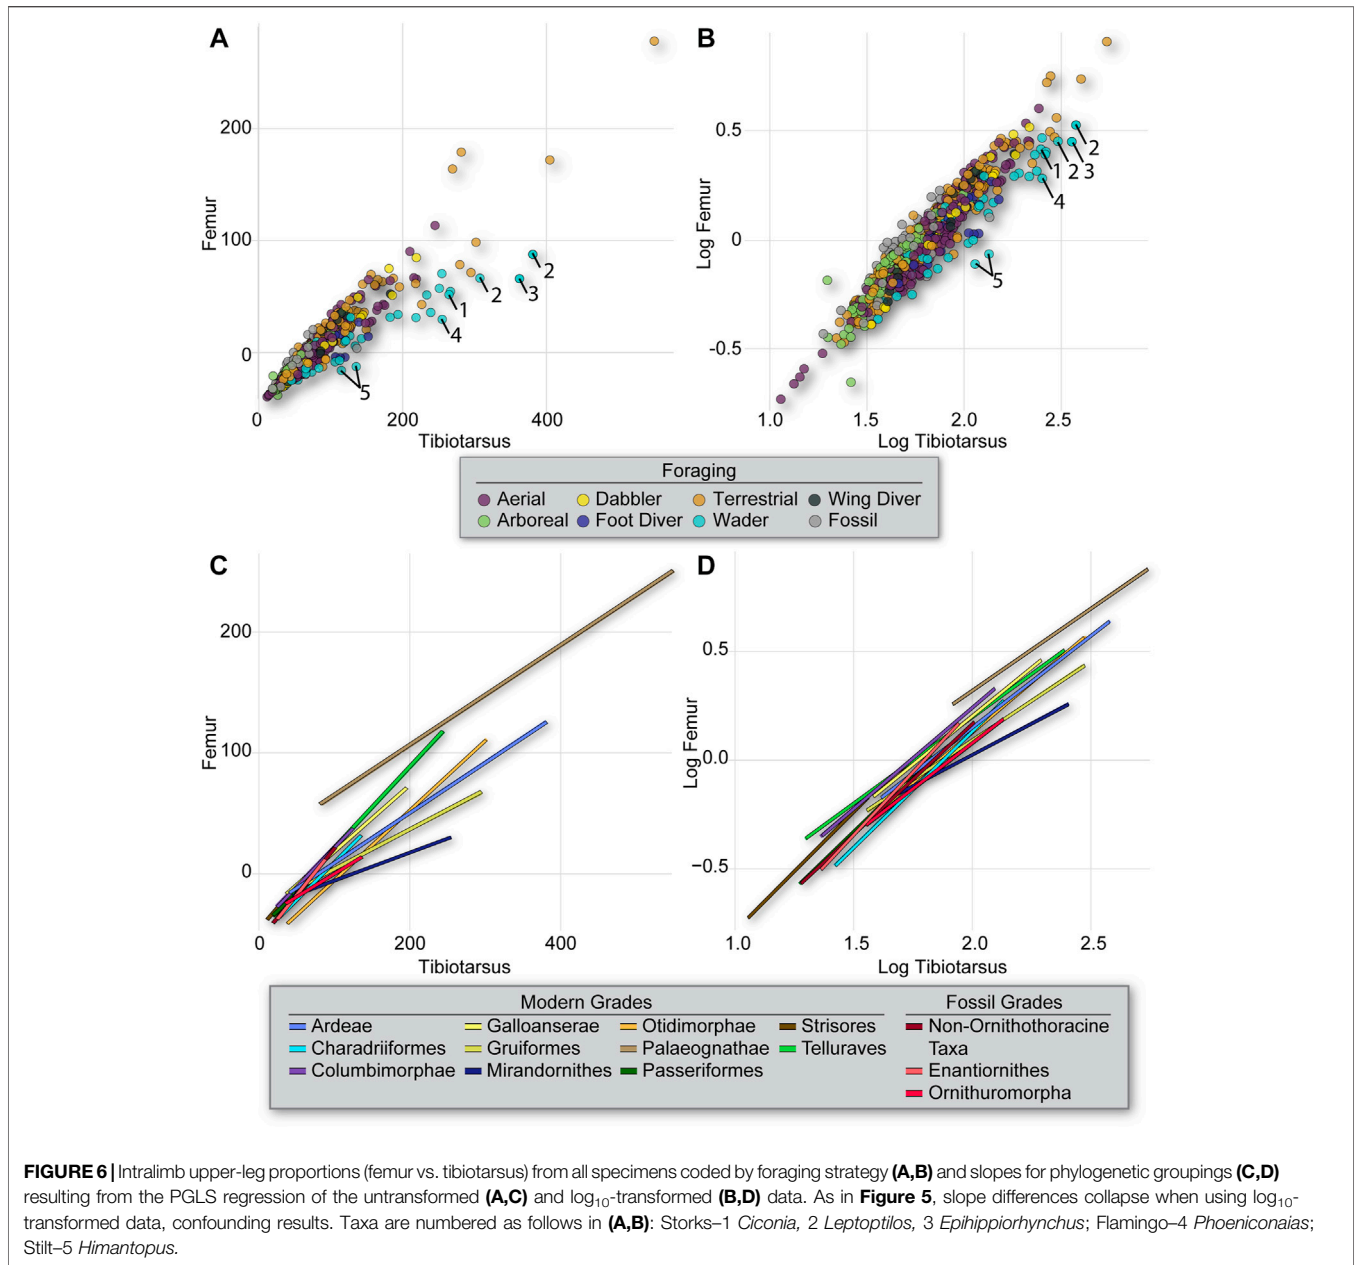 A
B
200
100
0
Femur
0
200
400
Tibiotarsus
1
2
2
3
4
5
0.5
0
-0.5
Log Femur
1.0
1.5
2.0
2.5
Log Tibiotarsus
1
2
2
3
4
5
Foraging
Aerial Dabbler Terrestrial Wing Diver
Arboreal Foot Diver Wader Fossil
C
D
200
100
0
Femur
0
200
400
Tibiotarsus
0.5
0.0
−0.5
Log Femur
1.0
1.5
2.0
2.5
Log Tibiotarsus
Modern Grades
Ardeae Galloanserae Otidimorphae Strisores
Charadriiformes Gruiformes Palaeognathae Telluraves
Columbimorphae Mirandornithes Passeriformes
Fossil Grades
Non-Ornithothoracine
Taxa
Enantiornithes
Ornithuromorpha
FIGURE 6 | Intralimb upper-leg proportions (femur vs. tibiotarsus) from all specimens coded by foraging strategy (A,B) and slopes for phylogenetic groupings (C,D)
resulting from the PGLS regression of the untransformed (A,C) and log10-transformed (B,D) data. As in Figure 5, slope differences collapse when using log10-
transformed data, confounding results. Taxa are numbered as follows in (A,B): Storks–1 Ciconia, 2 Leptoptilos, 3 Epihippiorhynchus; Flamingo–4 Phoeniconaias;
Stilt–5 Himantopus.